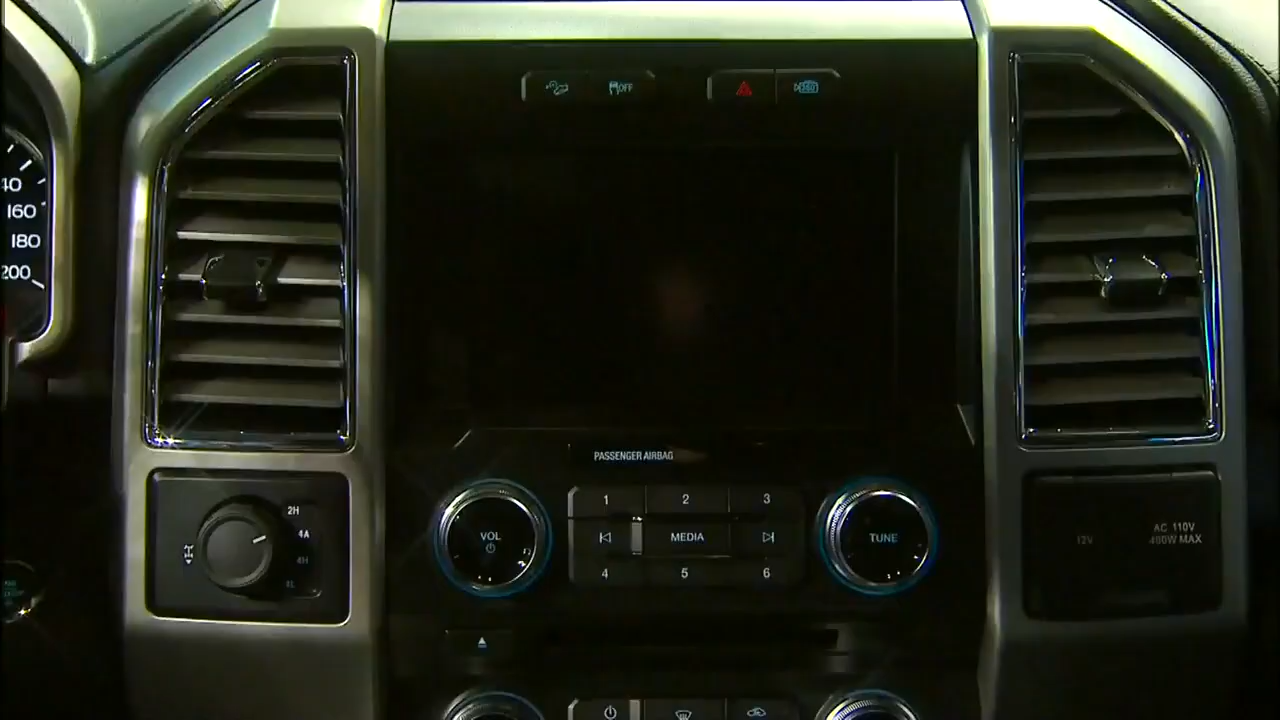 OFF
360
40
160
180
200
PASSENGER AIRBAG
1 2 3
VOL
MEDIA
TUNE
4 5 6
2H
4A
4H
12V
AC 110V
400W MAX